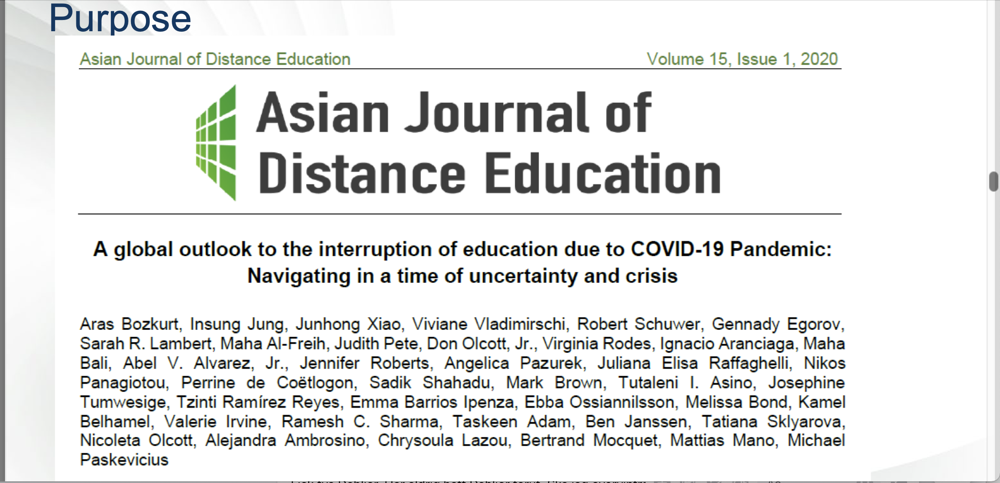 Purpose
Asian Journal of Distance Education Volume 15, Issue 1, 2020
Asian Journal of
Distance Education
A global outlook to the interruption of education due to COVID-19 Pandemic:
Navigating in a time of uncertainty and crisis
Aras Bozkurt, Insung Jung, Junhong Xiao, Viviane Vladimirschi, Robert Schuwer, Gennady Egorov,
Sarah R. Lambert, Maha Al-Freih, Judith Pete, Don Olcott, Jr., Virginia Rodes, Ignacio Aranciaga, Maha
Bali, Abel V. Alvarez, Jr., Jennifer Roberts, Angelica Pazurek, Juliana Elisa Raffaghelli, Nikos
Panagiotou, Perrine de Coëtlogon, Sadik Shahadu, Mark Brown, Tutaleni I. Asino, Josephine
Tumwesige, Tzinti Ramírez Reyes, Emma Barrios Ipenza, Ebba Ossiannilsson, Melissa Bond, Kamel
Belhamel, Valerie Irvine, Ramesh C. Sharma, Taskeen Adam, Ben Janssen, Tatiana Sklyarova,
Nicoleta Olcott, Alejandra Ambrosino, Chrysoula Lazou, Bertrand Mocquet, Mattias Mano, Michael
Paskevicius